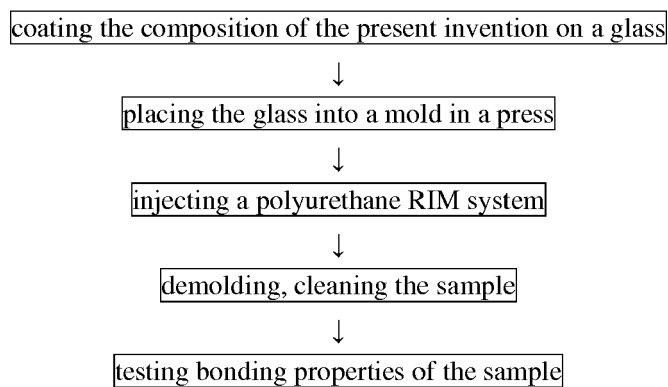 coating the composition of the present invention on a glass
↓
placing the glass into a mold in a press
↓
injecting a polyurethane RIM system
↓
demolding, cleaning the sample
↓
testing bonding properties of the sample